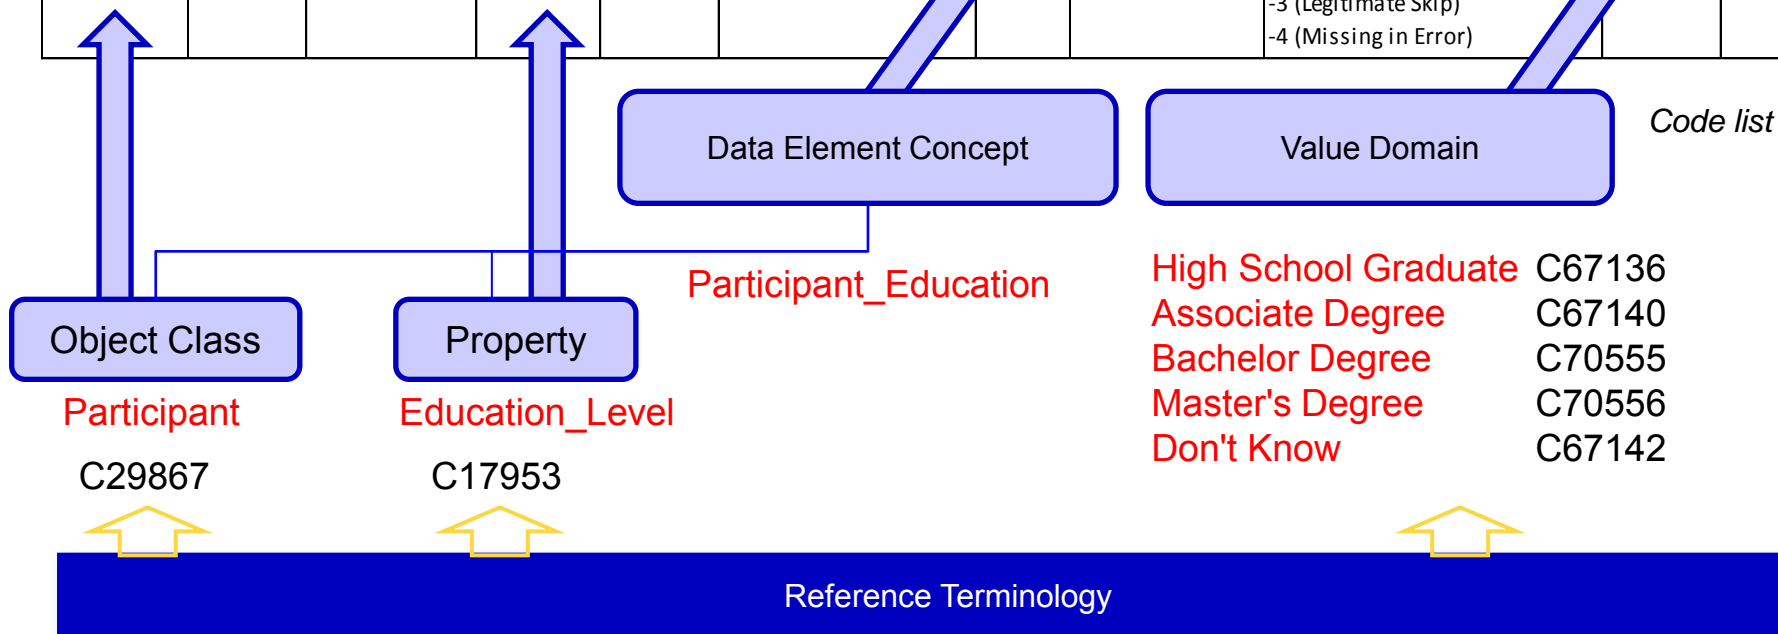 -3 (Legitimate Skip)
-4 (Missing in Error)
Data Element Concept
Value Domain
Code list
Participant_Education
High School Graduate C67136
Associate Degree C67140
Bachelor Degree C70555
Master's Degree C70556
Don't Know C67142
Object Class
Property
Participant
Education_Level
C29867
C17953
Reference Terminology